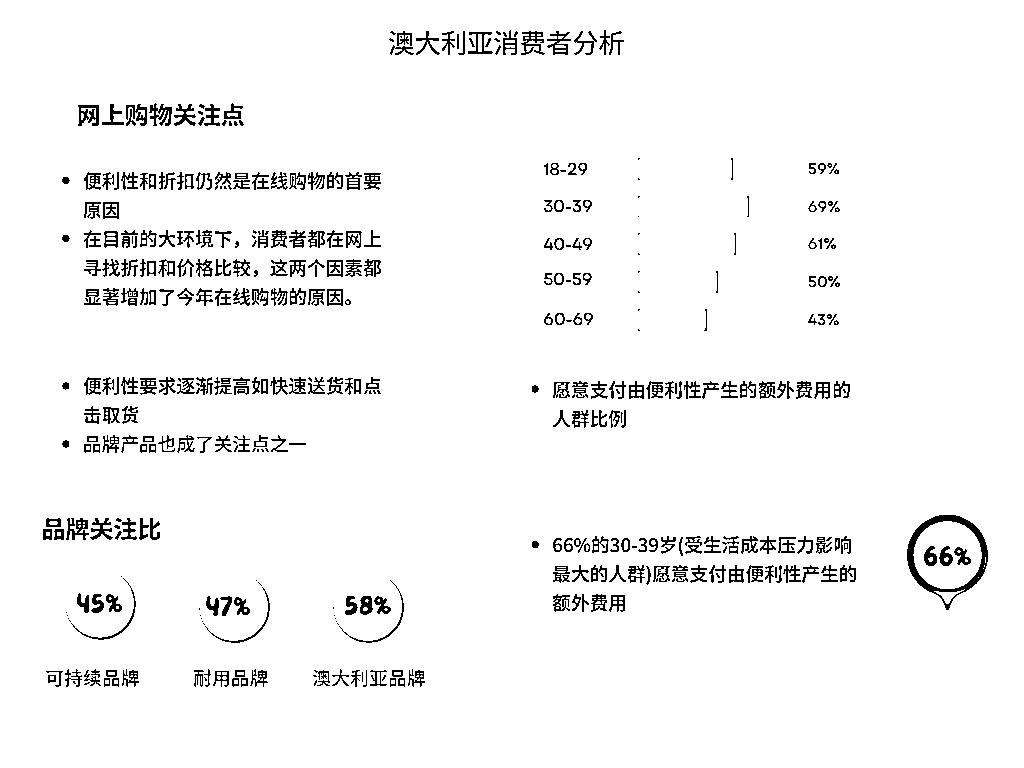 澳大利亚消费者分析
网上购物关注点
• 便利性和折扣仍然是在线购物的首要
原因
• 在目前的大环境下，消费者都在网上
寻找折扣和价格比较，这两个因素都
显著增加了今年在线购物的原因。
• 便利性要求逐渐提高如快速送货和点
击取货
• 品牌产品也成了关注点之一
18-29 59%
30-39 69%
40-49 61%
50-59 50%
60-69 43%
• 愿意支付由便利性产生的额外费用的
人群比例
品牌关注比
45% 47% 58%
可持续品牌 耐用品牌 澳大利亚品牌
• 66%的30-39岁(受生活成本压力影响
最大的人群)愿意支付由便利性产生的
额外费用
66%